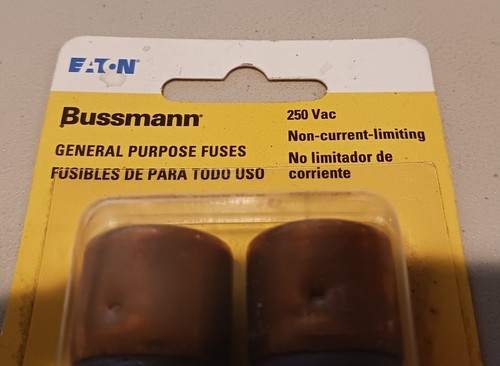 EATON
Bussmann
GENERAL PURPOSE FUSES
FUSIBLES DE PARA TODO USO
250 Vac
Non-current-limiting
No limitador de
corriente